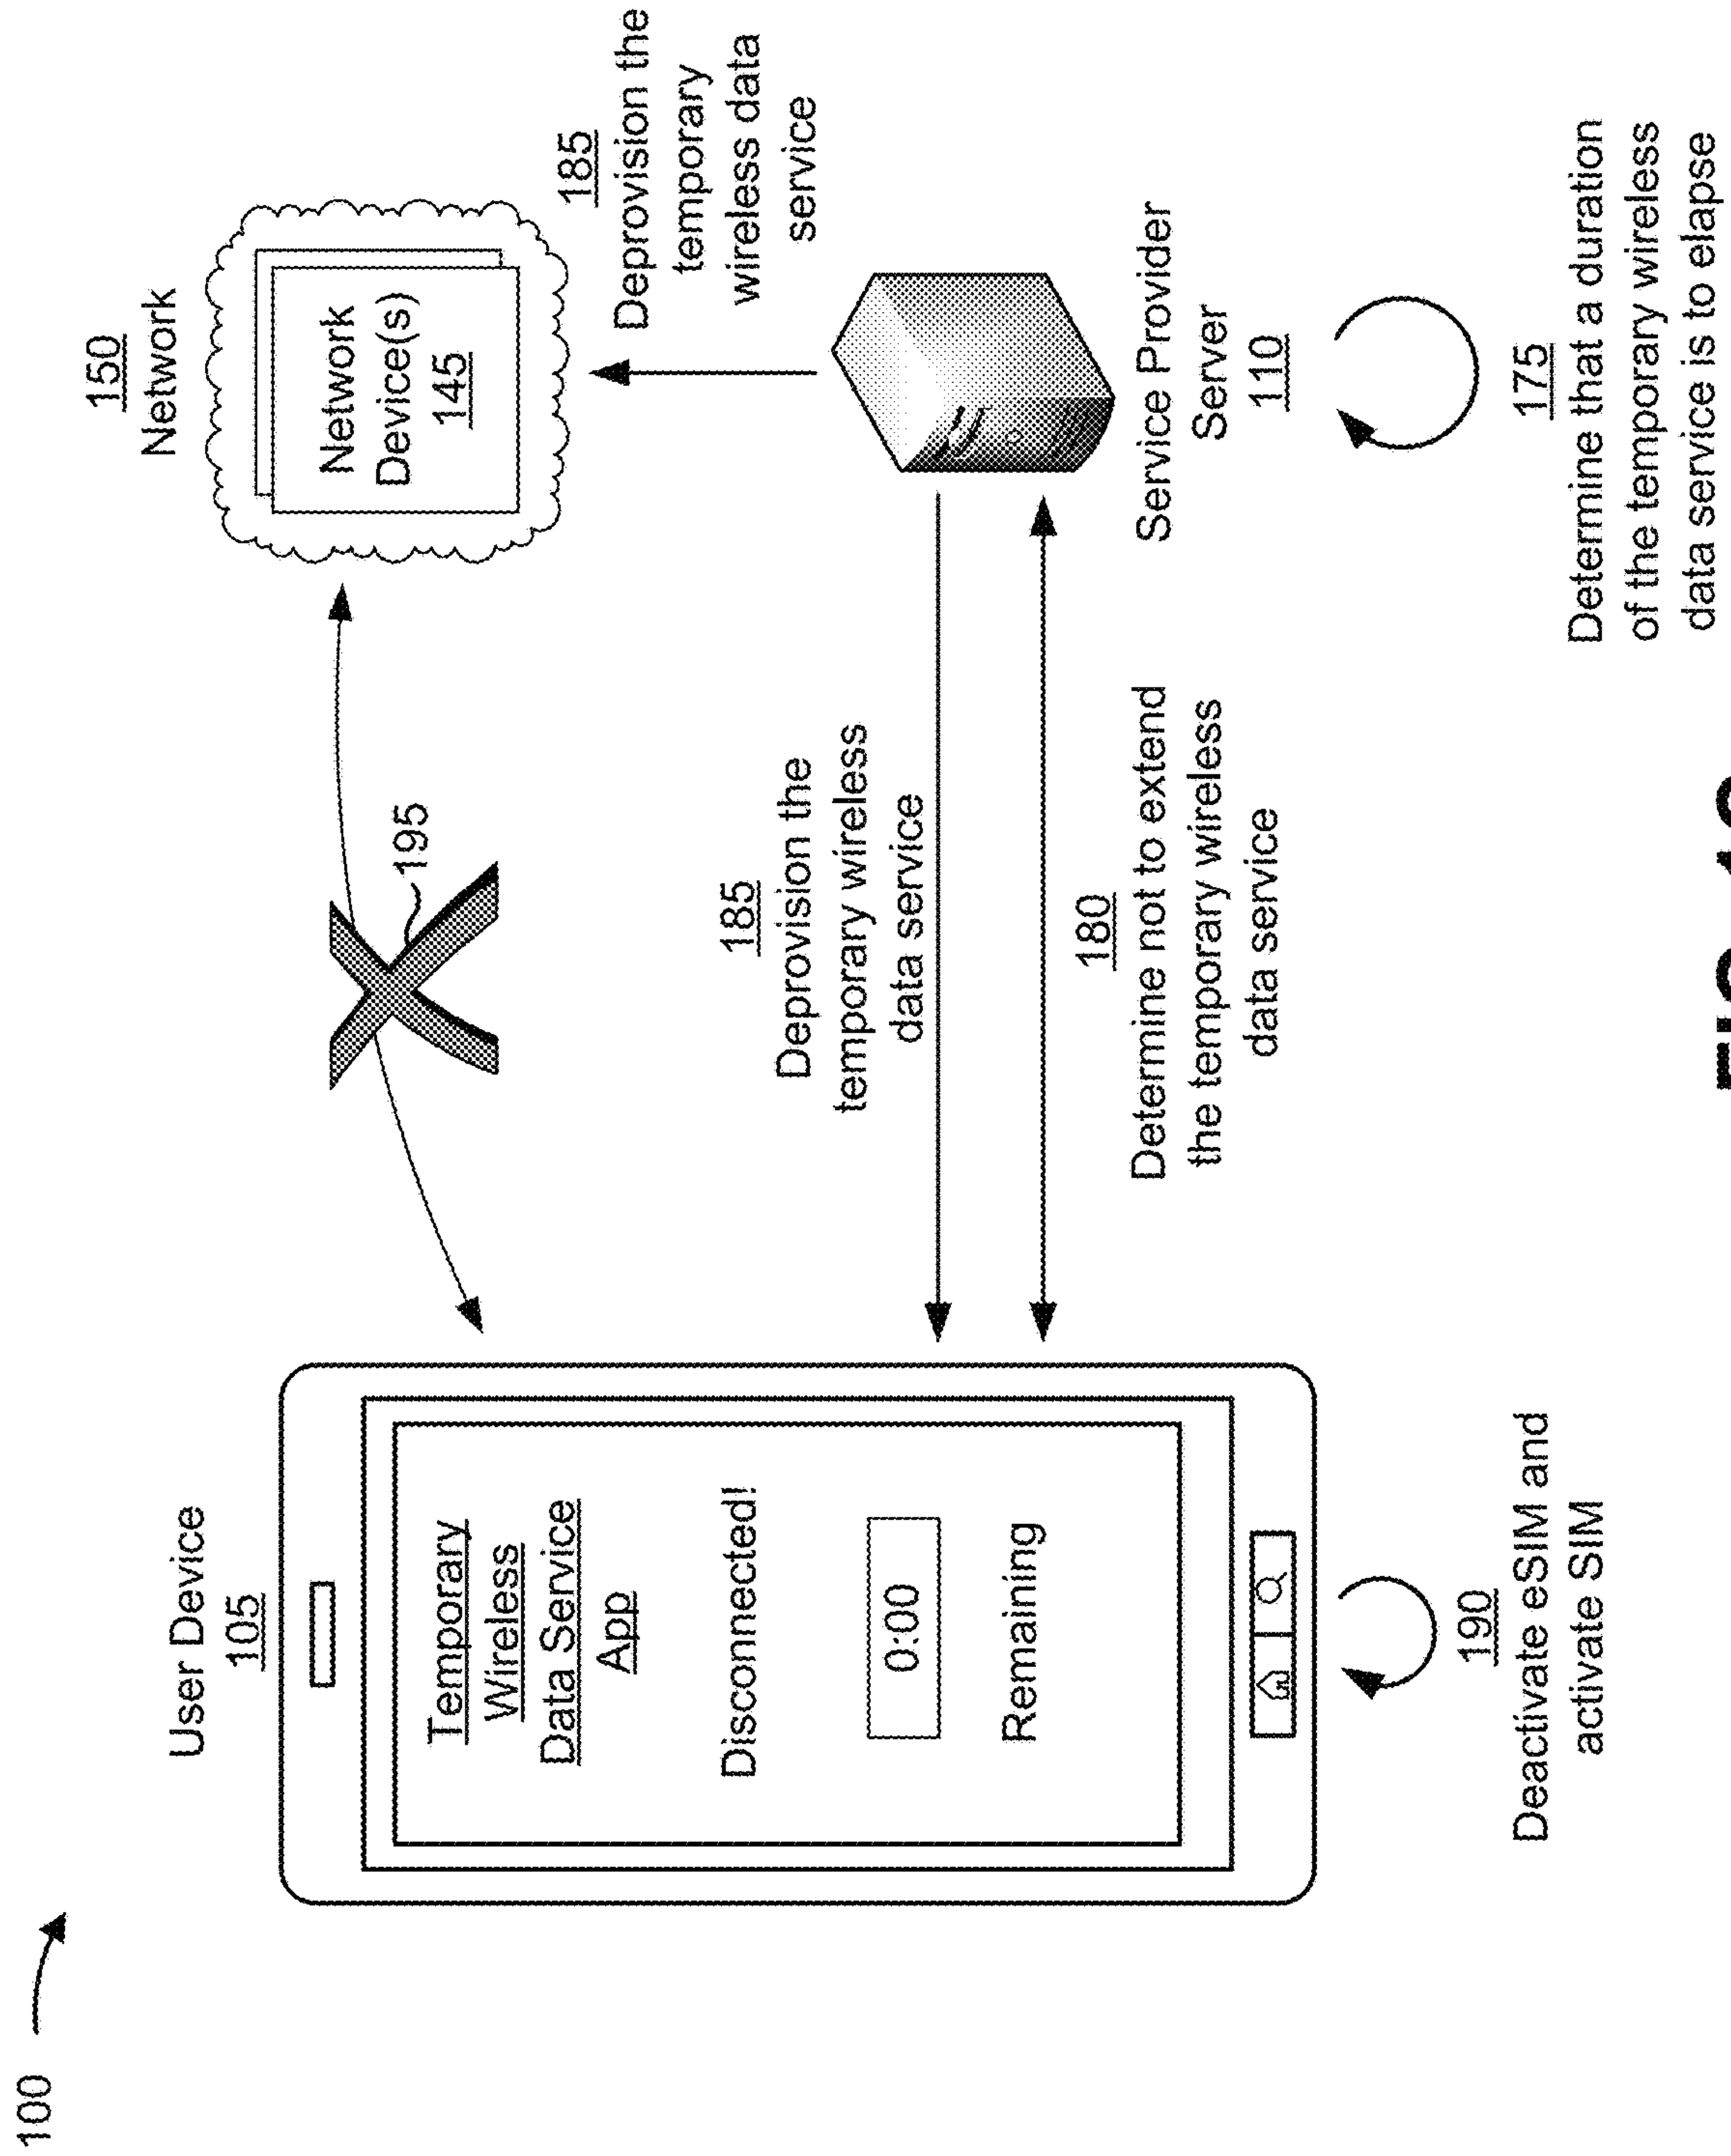 100
User Device
105
Temporary
Wireless
Data Service
App
Disconnected!
0:00
Remaining
190
Deactivate eSIM and
activate SIM
195
185
Deprovision the
temporary wireless
data service
180
Determine not to extend
the temporary wireless
data service
150
Network
Network
Device(s)
145
185
Deprovision the
temporary
wireless data
service
Service Provider
Server
110
175
Determine that a duration
of the temporary wireless
data service is to elapse